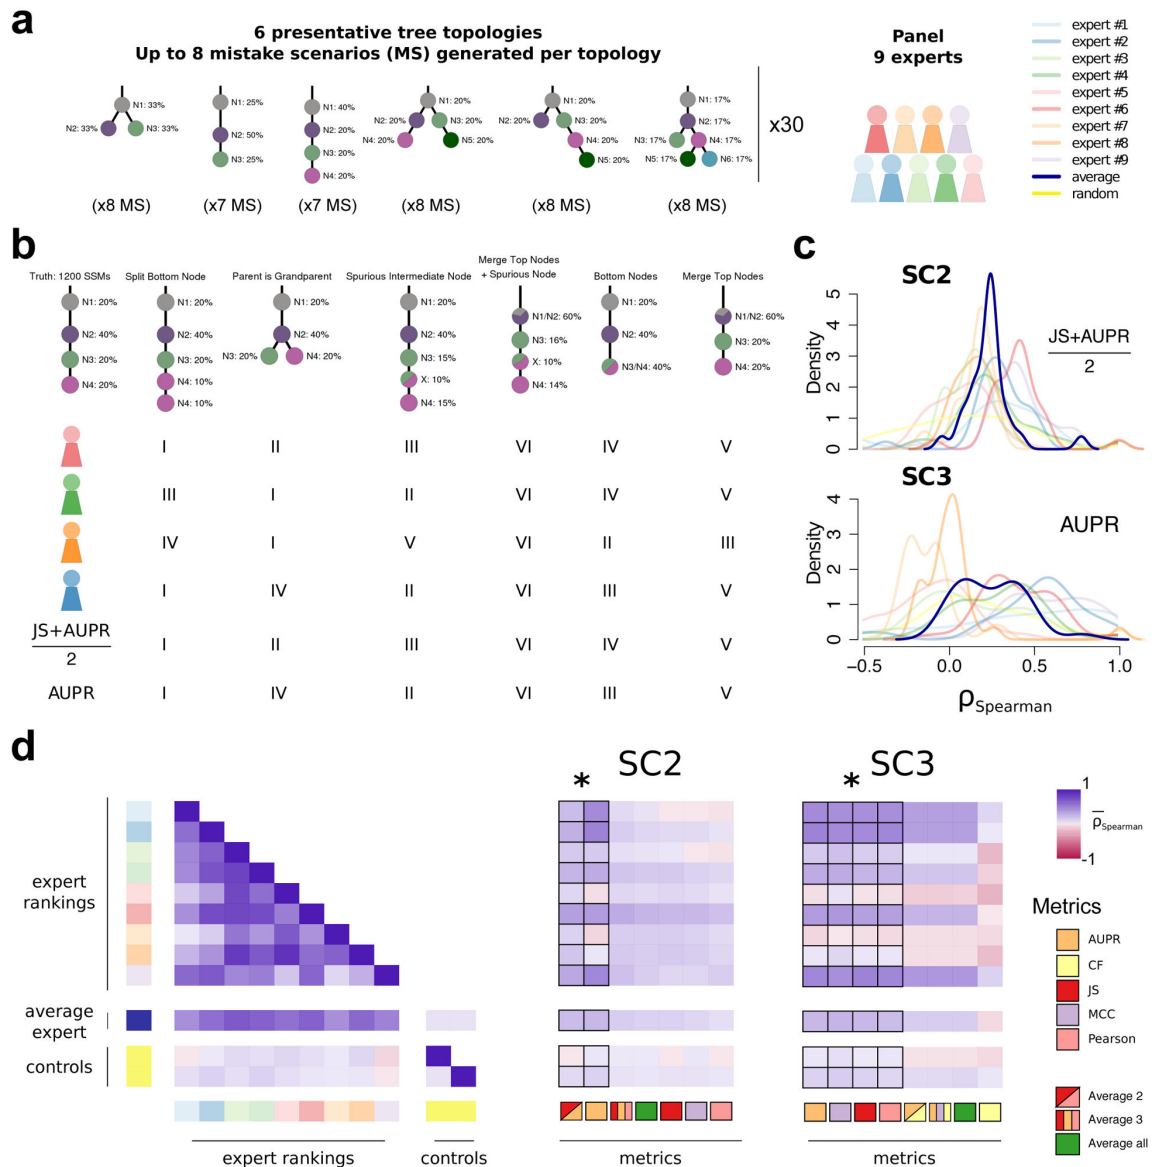 a
6 presentative tree topologies
Up to 8 mistake scenarios (MS) generated per topology
N1: 33%
N2: 33%
N3: 33%
(x8 MS)
N1: 25%
N2: 50%
N3: 25%
(x7 MS)
N1: 40%
N2: 20%
N3: 20%
N4: 20%
(x7 MS)
N1: 20%
N2: 20%
N3: 20%
N4: 20%
N5: 20%
(x8 MS)
N1: 20%
N2: 20%
N3: 20%
N4: 20%
N5: 20%
(x8 MS)
N1: 17%
N2: 17%
N3: 17%
N4: 17%
N5: 17%
N6: 17%
(x8 MS)
x30
Panel
9 experts
expert #1
expert #2
expert #3
expert #4
expert #5
expert #6
expert #7
expert #8
expert #9
average
random
b
Truth: 1200 SSMs
N1: 20%
N2: 40%
N3: 20%
N4: 20%
Split Bottom Node
N1: 20%
N2: 40%
N3: 20%
N4: 10%
N4: 10%
Parent is Grandparent
N1: 20%
N2: 40%
N3: 20%
N4: 20%
Spurious Intermediate Node
N1: 20%
N2: 40%
N3: 15%
X: 10%
N4: 15%
Merge Top Nodes
+ Spurious Node
N1/N2: 60%
N3: 16%
X: 10%
N4: 14%
Bottom Nodes
N1: 20%
N2: 40%
N3/N4: 40%
Merge Top Nodes
N1/N2: 60%
N3: 20%
N4: 20%
I II III VI IV V
III I II VI IV V
IV I V VI II III
I IV II VI III V
JS+AUPR
2
I II III VI IV V
AUPR I IV II VI III V
c
SC2
JS+AUPR
2
Density
5
4
3
2
1
0
SC3
AUPR
Density
4
3
2
1
0
−0.5 0.0 0.5 1.0
ρSpearman
d
SC2
*
SC3
*
expert
rankings
average
expert
controls
expert rankings
controls
metrics
metrics
1
ρSpearman
-1
Metrics
AUPR
CF
JS
MCC
Pearson
Average 2
Average 3
Average all